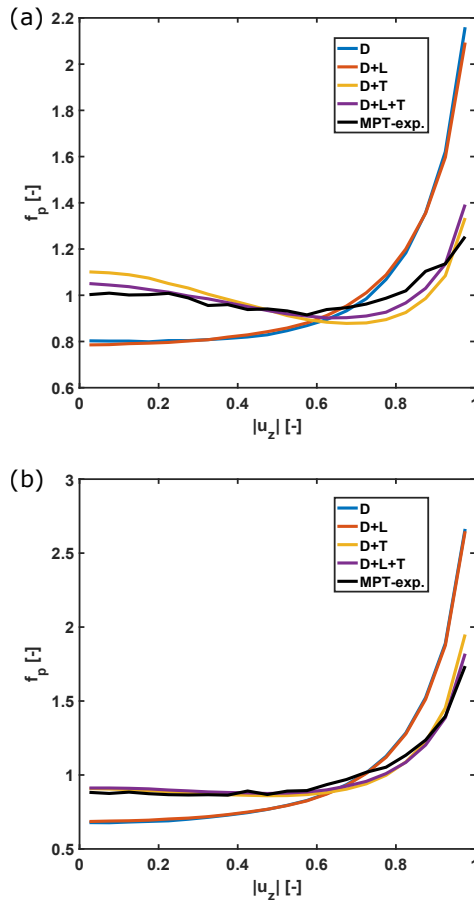 (a)
2.2
2
1.8
1.6
1.4
1.2
1
0.8
0.6
f_p [-]
D
D+L
D+T
D+L+T
MPT-exp.
0 0.2 0.4 0.6 0.8 1
|u_z| [-]
(b)
3
2.5
2
1.5
1
0.5
f_p [-]
D
D+L
D+T
D+L+T
MPT-exp.
0 0.2 0.4 0.6 0.8 1
|u_z| [-]